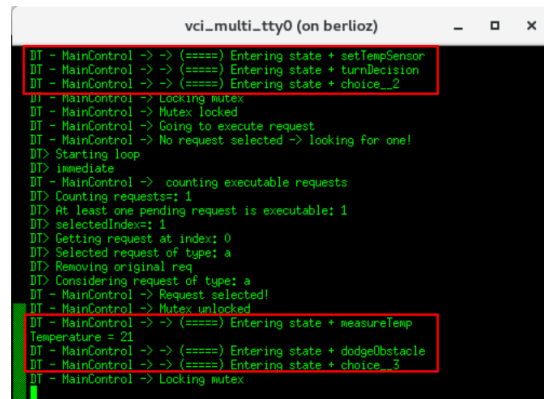 vci_multi_tty0 (on berlioz)
DT - MainControl -> -> (=====) Entering state + setTempSensor
DT - MainControl -> -> (=====) Entering state + turnDecision
DT - MainControl -> -> (=====) Entering state + choice__2
DT - MainControl -> Locking mutex
DT - MainControl -> Mutex locked
DT - MainControl -> Going to execute request
DT - MainControl -> No request selected -> looking for one!
DT> Starting loop
DT> immediate
DT - MainControl ->  counting executable requests
DT> Counting requests=: 1
DT> At least one pending request is executable: 1
DT> selectedIndex=: 1
DT> Getting request at index: 0
DT> Selected request of type: a
DT> Removing original req
DT> Considering request of type: a
DT - MainControl -> Request selected!
DT - MainControl -> Mutex unlocked
DT - MainControl -> -> (=====) Entering state + measureTemp
Temperature = 21
DT - MainControl -> -> (=====) Entering state + dodgeObstacle
DT - MainControl -> -> (=====) Entering state + choice__3
DT - MainControl -> Locking mutex